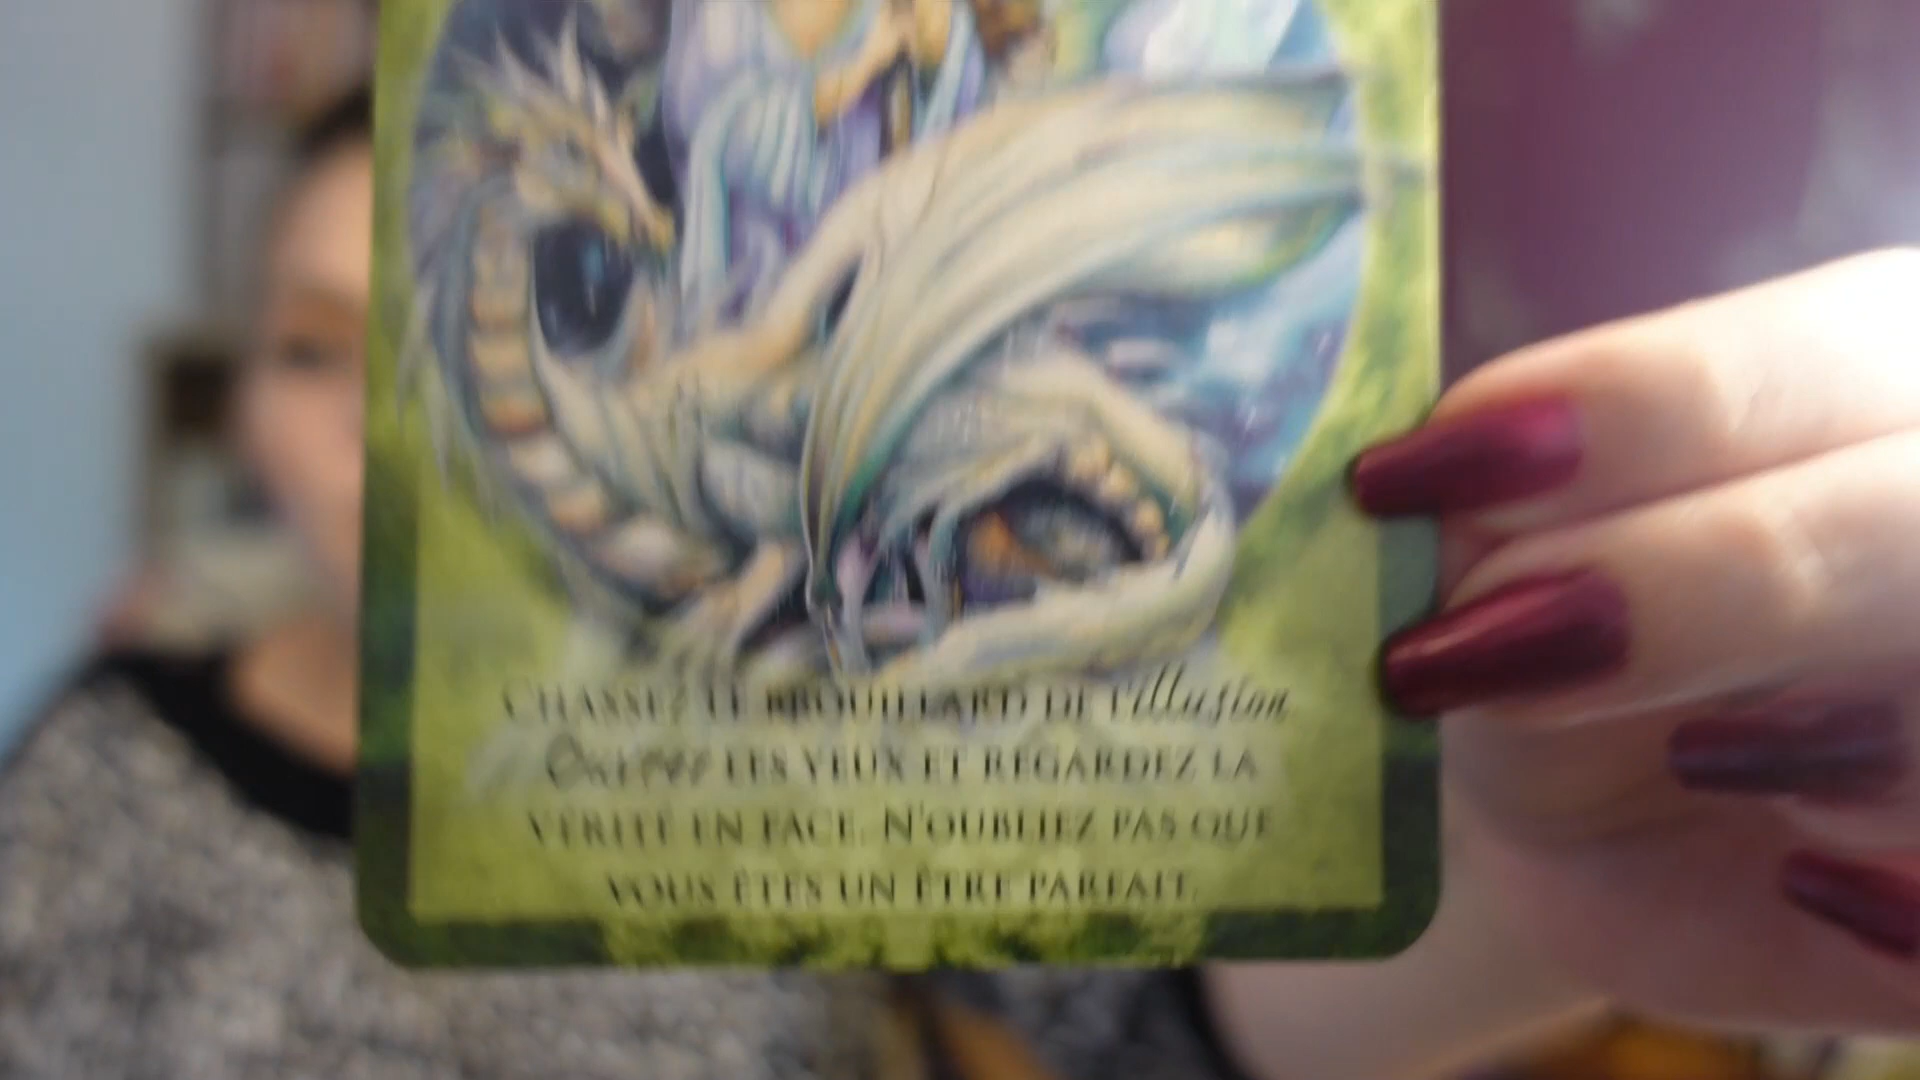 Chassez le brouillard de l'illusion.
Ouvrez les yeux et regardez la
vérité en face. N'oubliez pas que
vous êtes un être parfait.